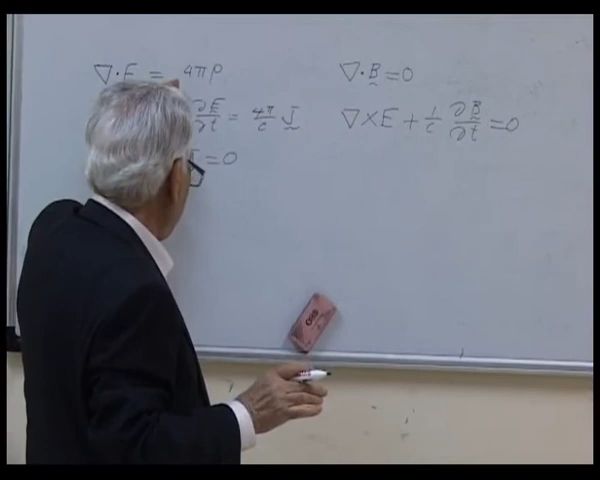 ∇·E = 4πρ
∇·B = 0
∂E/∂t = 4π/c J
∇×E + 1/c ∂B/∂t = 0
= 0